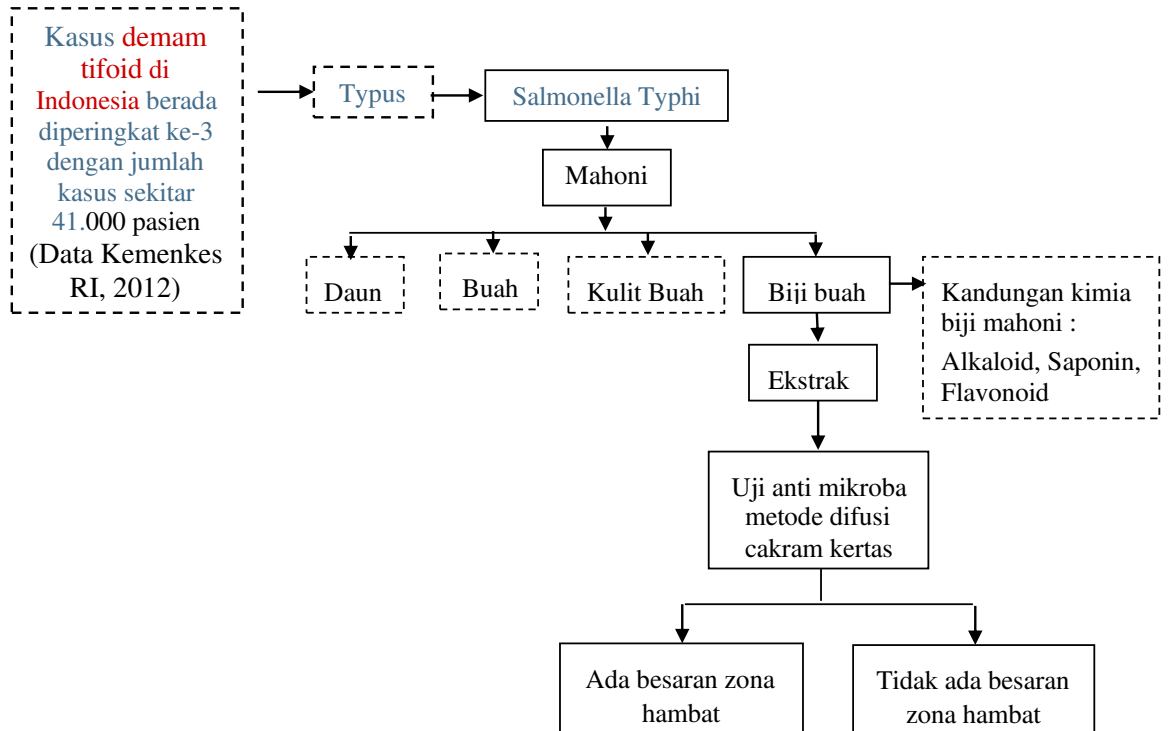 Kasus demam
tifoid di
Indonesia berada
diperingkat ke-3
dengan jumlah
kasus sekitar
41.000 pasien
(Data Kemenkes
RI, 2012)
Typus
Salmonella Typhi
Mahoni
Daun
Buah
Kulit Buah
Biji buah
Kandungan kimia
biji mahoni :
Alkaloid, Saponin,
Flavonoid
Ekstrak
Uji anti mikroba
metode difusi
cakram kertas
Ada besaran zona
hambat
Tidak ada besaran
zona hambat